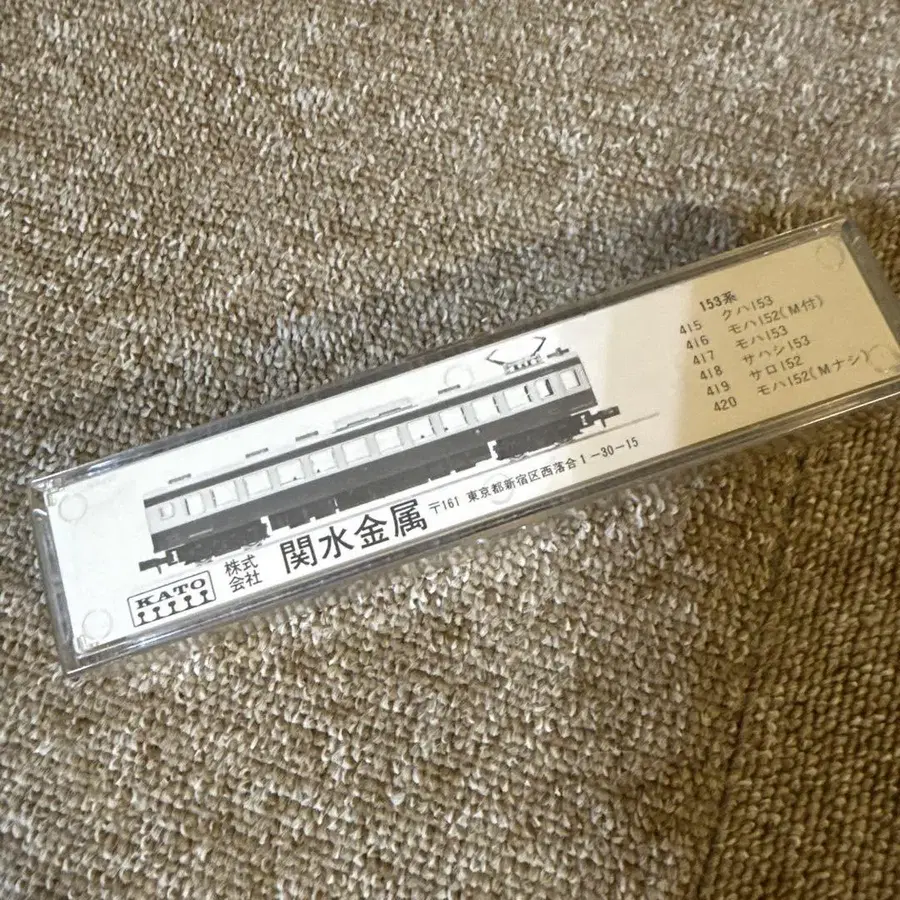 153系
415 クハ153
416 モハ152(M付)
417 モハ153
418 サハシ153
419 サロ152
420 モハ152(Mナシ)
KATO
株式会社
関水金属
〒161 東京都新宿区西落合1-30-15